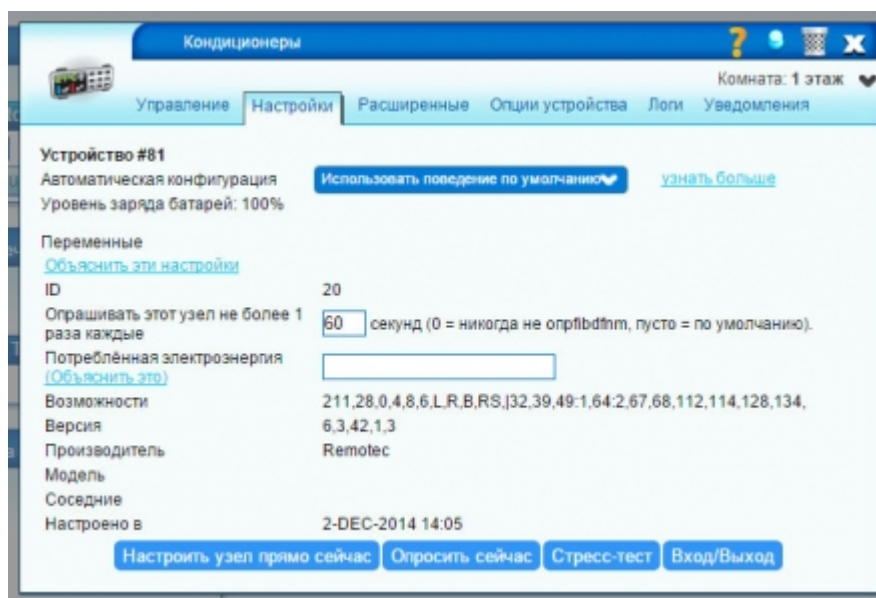 Кондиционеры
Комната: 1 этаж
Управление Настройки Расширенные Опции устройства Логи Уведомления
Устройство #81
Автоматическая конфигурация Использовать поведение по умолчанию узнать больше
Уровень заряда батарей: 100%
Переменные
Объяснить эти настройки
ID 20
Опрашивать этот узел не более 1 раза каждые 60 секунд (0 = никогда не опрfibdfnm, пусто = по умолчанию).
Потреблённая электроэнергия
(Объяснить это)
Возможности 211,28,0,4,8,6,L,R,B,RS,|32,39,49:1,64:2,67,68,112,114,128,134,
Версия 6,3,42,1,3
Производитель Remotec
Модель
Соседние
Настроено в 2-DEC-2014 14:05
Настроить узел прямо сейчас Опросить сейчас Стресс-тест Вход/Выход